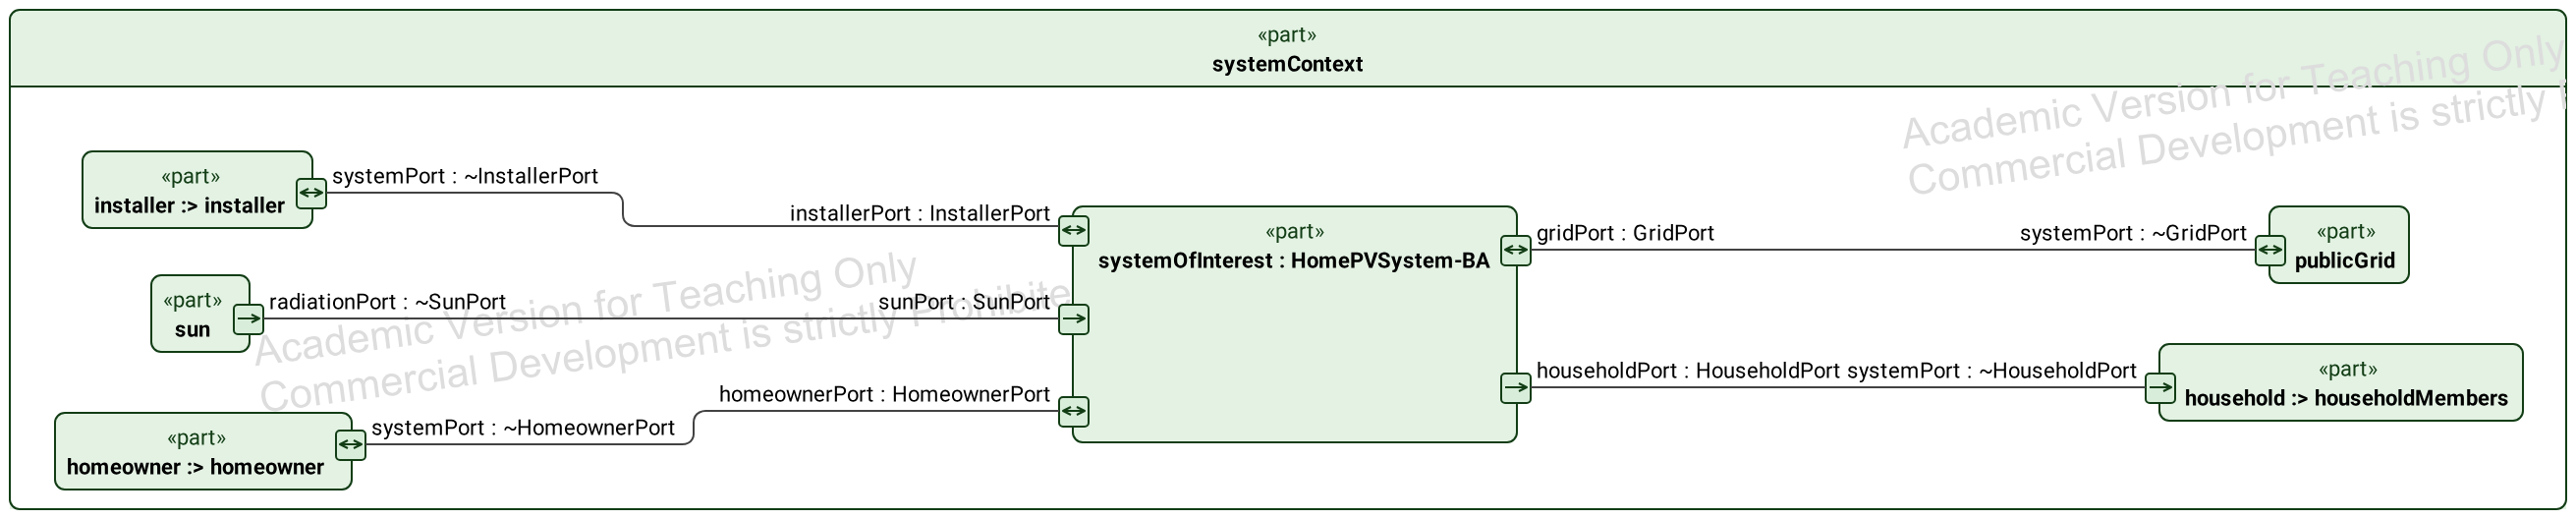 «part»
systemContext
Academic Version for Teaching Only
Commercial Development is strictly
«part»
installer :> installer
systemPort : ~InstallerPort
installerPort : InstallerPort
«part»
systemOfInterest : HomePVSystem-BA
gridPort : GridPort
systemPort : ~GridPort
«part»
publicGrid
«part»
sun
radiationPort : ~SunPort
sunPort : SunPort
Academic Version for Teaching Only
Commercial Development is strictly Prohibite
householdPort : HouseholdPort
systemPort : ~HouseholdPort
«part»
household :> householdMembers
homeownerPort : HomeownerPort
«part»
homeowner :> homeowner
systemPort : ~HomeownerPort